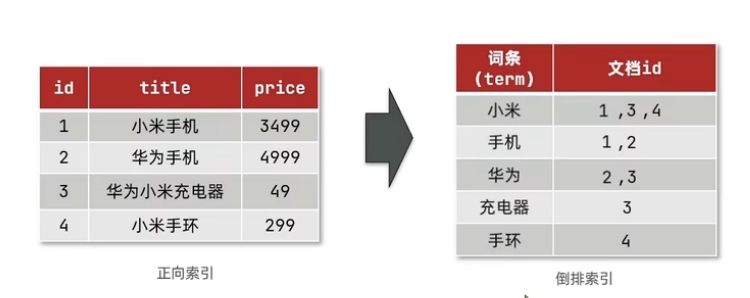 id title price
1 小米手机 3499
2 华为手机 4999
3 华为小米充电器 49
4 小米手环 299
正向索引
词条
(term) 文档id
小米 1 ,3 ,4
手机 1 ,2
华为 2 ,3
充电器 3
手环 4
倒排索引